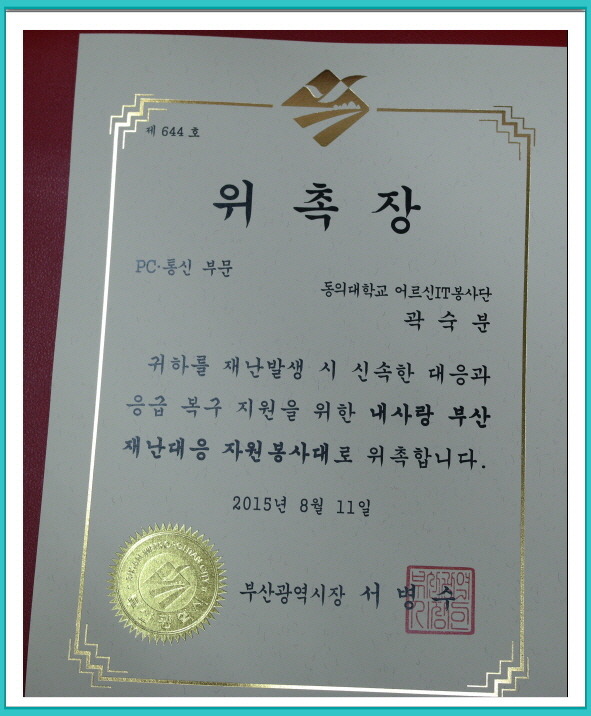 제 644 호
위 촉 장
PC·통신 부문
동의대학교 어르신IT봉사단
곽 숙 분
귀하를 재난발생 시 신속한 대응과
응급 복구 지원을 위한 내사랑 부산
재난대응 자원봉사대로 위촉합니다.
2015년 8월 11일
부산광역시장 서 병 수